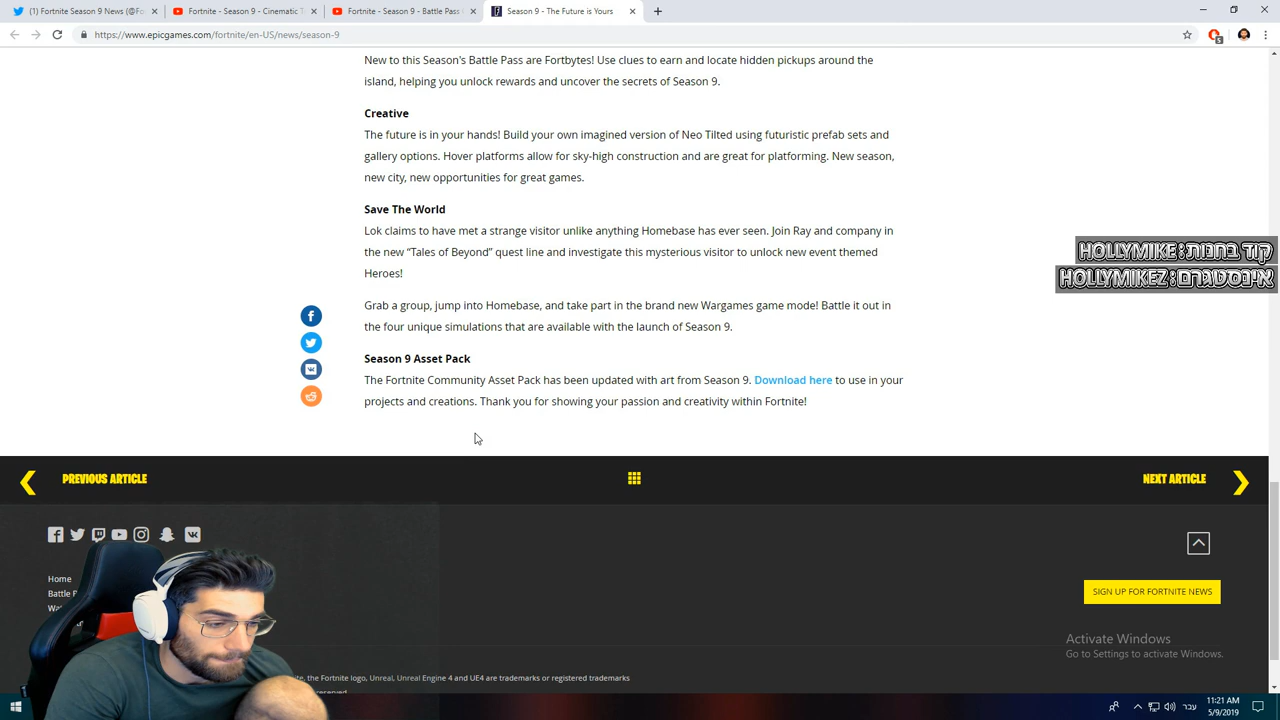 (1) Fortnite Season 9 News (@Fo
Fortnite - Season 9 - Cinematic T
Fortnite - Season 9 - Battle Pass
Season 9 - The Future is Yours
https://www.epicgames.com/fortnite/en-US/news/season-9
5
New to this Season's Battle Pass are Fortbytes! Use clues to earn and locate hidden pickups around the
island, helping you unlock rewards and uncover the secrets of Season 9.
Creative
The future is in your hands! Build your own imagined version of Neo Tilted using futuristic prefab sets and
gallery options. Hover platforms allow for sky-high construction and are great for platforming. New season,
new city, new opportunities for great games.
Save The World
Lok claims to have met a strange visitor unlike anything Homebase has ever seen. Join Ray and company in
the new “Tales of Beyond” quest line and investigate this mysterious visitor to unlock new event themed
Heroes!
קוד בחנות: HOLLYMIKE
אינסטגרם: HOLLYMIKEZ
Grab a group, jump into Homebase, and take part in the brand new Wargames game mode! Battle it out in
the four unique simulations that are available with the launch of Season 9.
Season 9 Asset Pack
The Fortnite Community Asset Pack has been updated with art from Season 9. Download here to use in your
projects and creations. Thank you for showing your passion and creativity within Fortnite!
PREVIOUS ARTICLE
NEXT ARTICLE
Home
Battle
SIGN UP FOR FORTNITE NEWS
Activate Windows
Go to Settings to activate Windows.
the Fortnite logo, Unreal, Unreal Engine 4 and UE4 are trademarks or registered trademarks
עבר
11:21 AM
5/9/2019